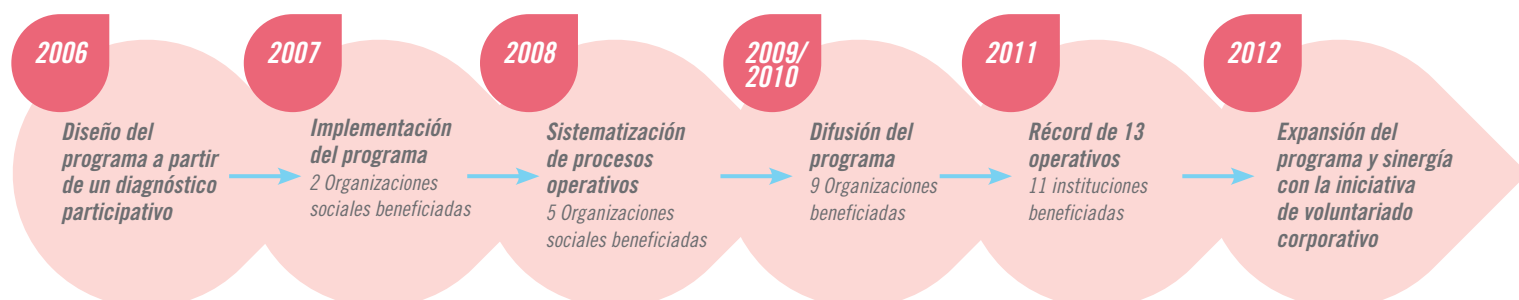 2006
Diseño del
programa a partir
de un diagnóstico
participativo
2007
Implementación
del programa
2 Organizaciones
sociales beneficiadas
2008
Sistematización
de procesos
operativos
5 Organizaciones
sociales beneficiadas
2009/
2010
Difusión del
programa
9 Organizaciones
beneficiadas
2011
Récord de 13
operativos
11 instituciones
beneficiadas
2012
Expansión del
programa y sinergía
con la iniciativa
de voluntariado
corporativo